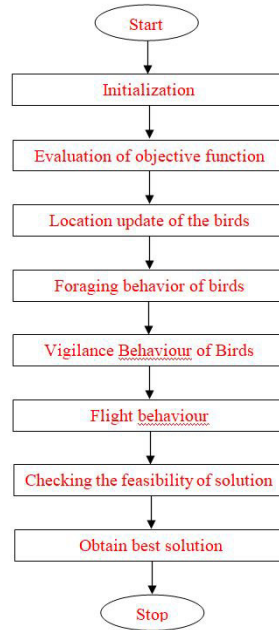 Start
Initialization
Evaluation of objective function
Location update of the birds
Foraging behavior of birds
Vigilance Behaviour of Birds
Flight behaviour
Checking the feasibility of solution
Obtain best solution
Stop